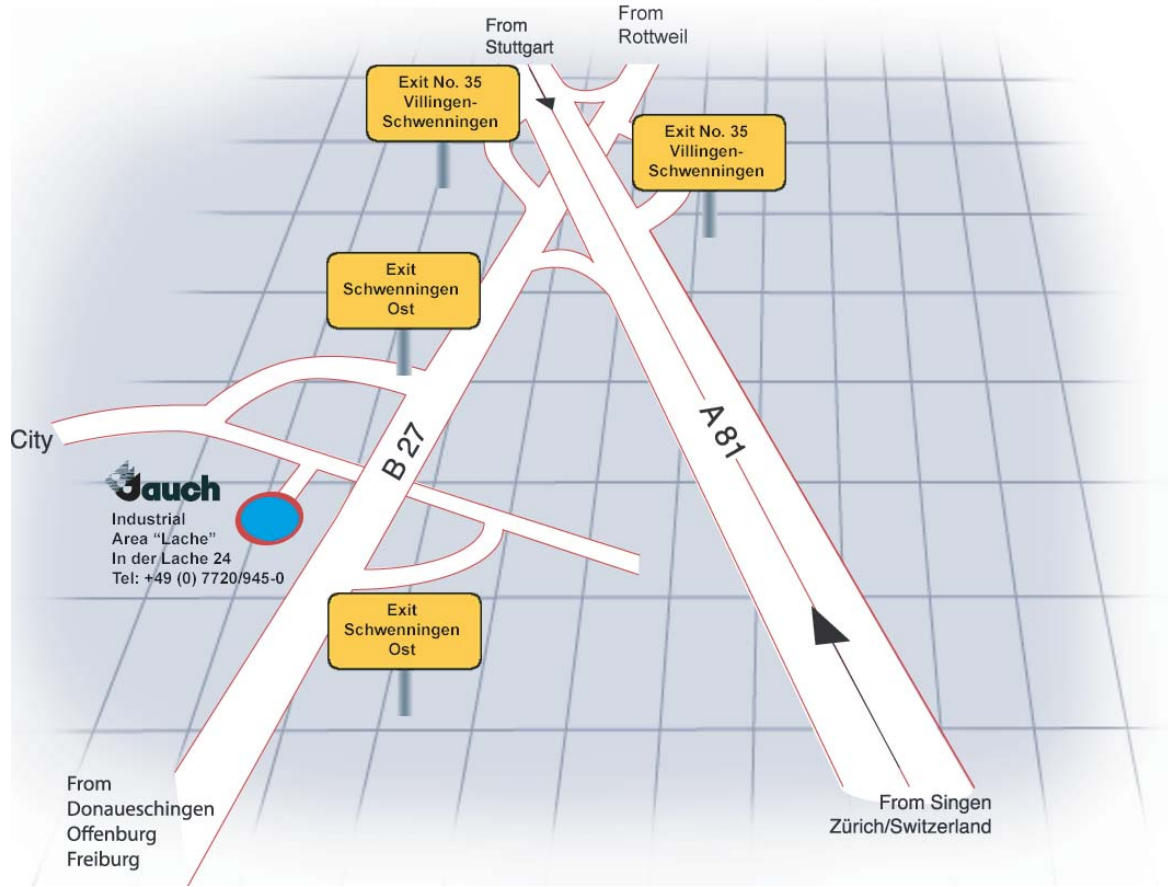 From
Stuttgart
From
Rottweil
Exit No. 35
Villingen-
Schwenningen
Exit No. 35
Villingen-
Schwenningen
Exit
Schwenningen
Ost
City
B 27
A 81
Jauch
Industrial
Area “Lache”
In der Lache 24
Tel: +49 (0) 7720/945-0
Exit
Schwenningen
Ost
From
Donaueschingen
Offenburg
Freiburg
From Singen
Zürich/Switzerland